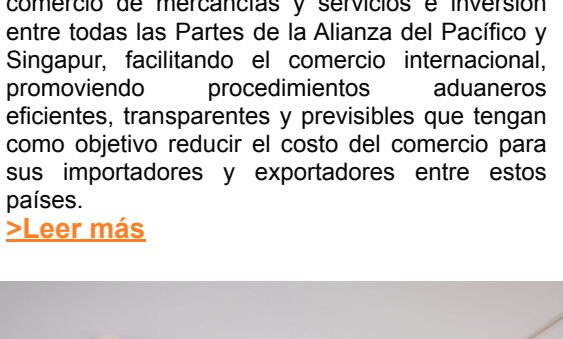 comercio de mercancías y servicios e inversión
entre todas las Partes de la Alianza del Pacífico y
Singapur, facilitando el comercio internacional,
promoviendo procedimientos aduaneros
eficientes, transparentes y previsibles que tengan
como objetivo reducir el costo del comercio para
sus importadores y exportadores entre estos
países.
>Leer más